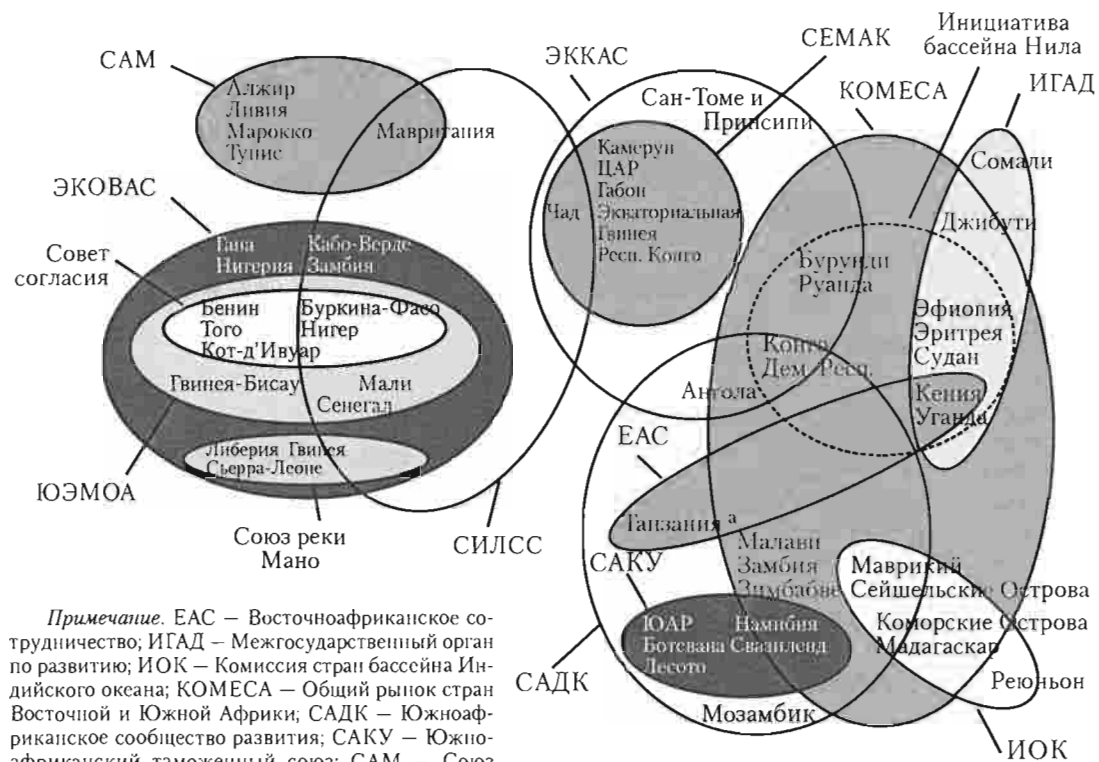 Инициатива
бассейна Нила
СЕМАК
САМ
ЭККАС
КОМЕСА
ИГАД
Алжир
Ливия
Марокко
Тунис
Мавритания
Сан-Томе и
Принсипи
Сомали
Камерун
ЦАР
Габон
Чад Экваториальная
Гвинея
Респ. Конго
Джибути
ЭКОВАС
Совет
согласия
Гана
Нигерия
Кабо-Верде
Замбия
Бурунди
Руанда
Бенин
Того
Кот-д'Ивуар
Буркина-Фасо
Нигер
Эфиопия
Эритрея
Судан
Конго
Дем. Респ.
Гвинея-Бисау
Мали
Сенегал
Ангола
Кения
Уганда
ЕАС
Либерия Гвинея
Сьерра-Леоне
ЮЭМОА
Союз реки
Мано
СИЛСС
Танзания а
САКУ
Малави
Замбия
Зимбабве
Маврикий
Сейшельские Острова
Коморские Острова
Мадагаскар
Реюньон
ЮАР
Ботсвана
Лесото
Намибия
Свазиленд
САДК
Мозамбик
ИОК
Примечание. ЕАС — Восточноафриканское со-
трудничество; ИГАД — Межгосударственный орган
по развитию; ИОК — Комиссия стран бассейна Ин-
дийского океана; КОМЕСА — Общий рынок стран
Восточной и Южной Африки; САДК — Южноаф-
риканское сообщество развития; САКУ — Южно-
африканский таможенный союз; САМ — Союз